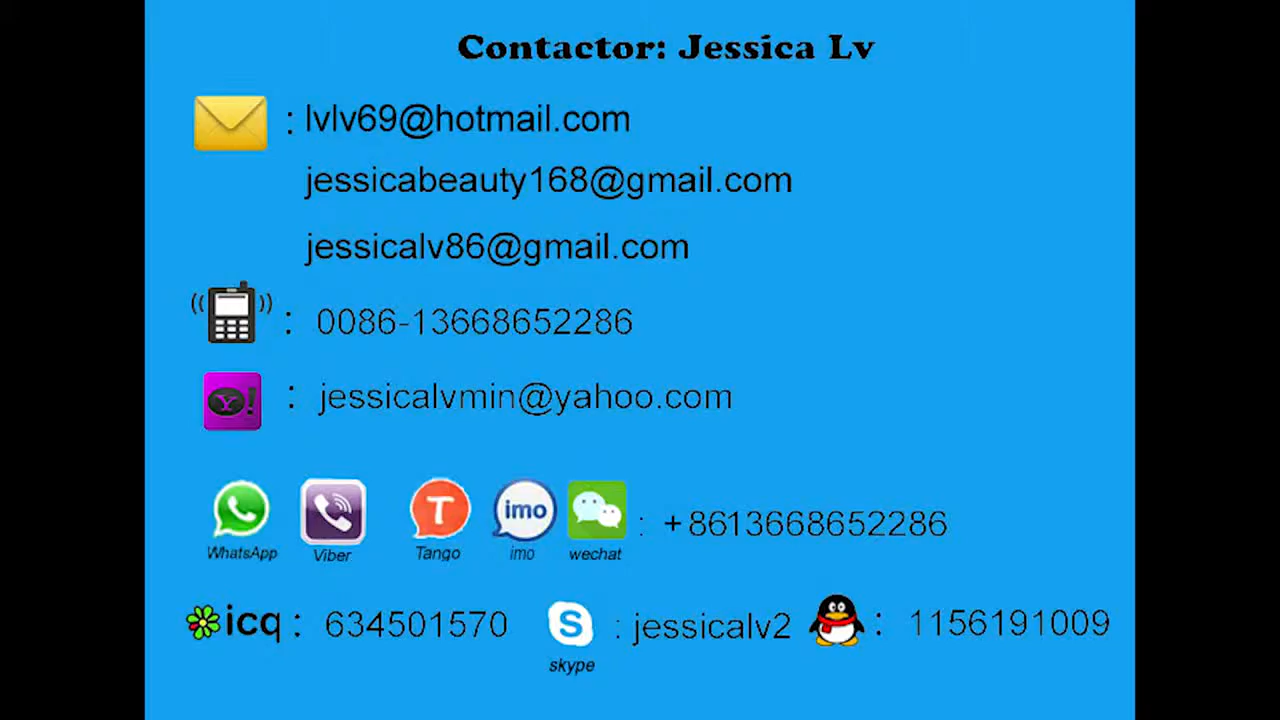 Contactor: Jessica Lv
: lvlv69@hotmail.com
jessicabeauty168@gmail.com
jessicalv86@gmail.com
: 0086-13668652286
Y! : jessicalvmin@yahoo.com
T imo : +8613668652286
WhatsApp Viber Tango imo wechat
icq : 634501570 S : jessicalv2 : 1156191009
skype